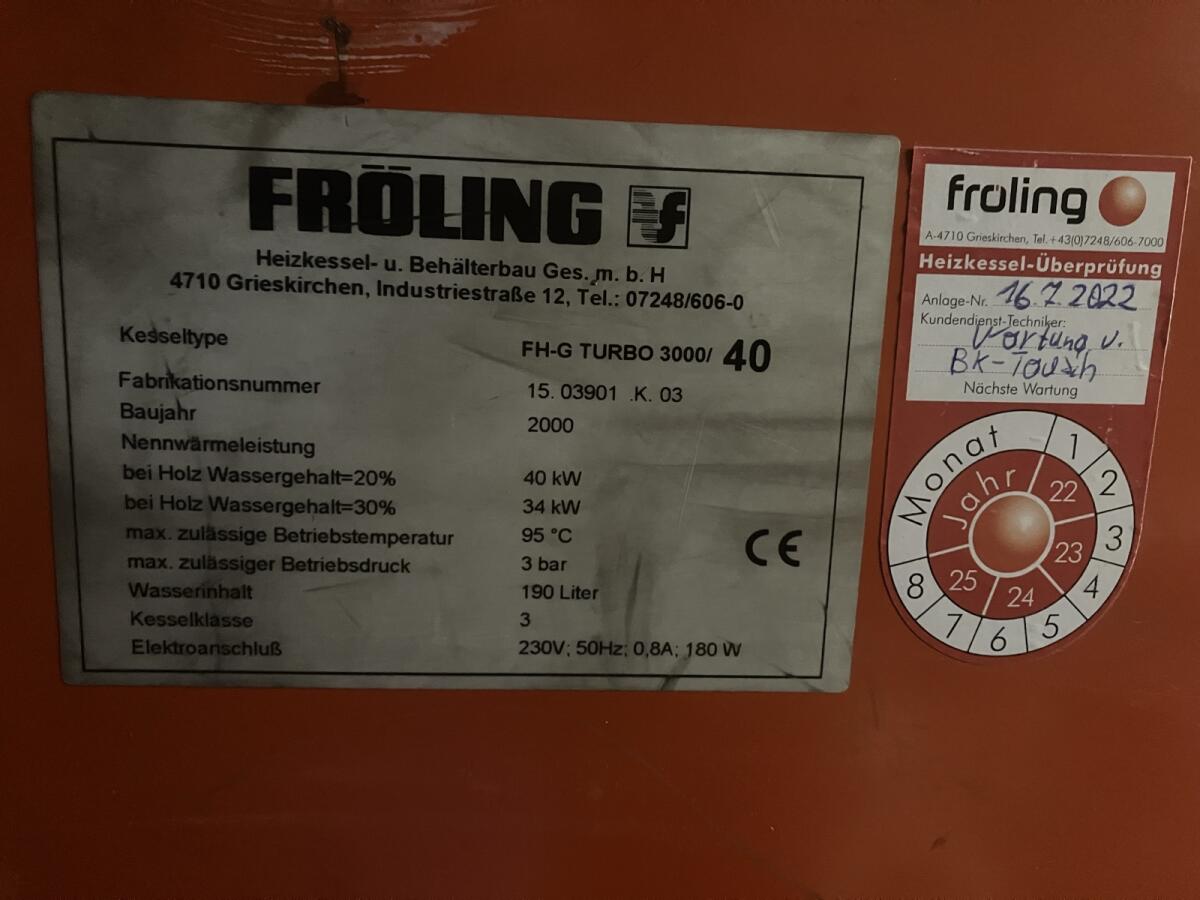 FRÖLING
Heizkessel- u. Behälterbau Ges. m. b. H
4710 Grieskirchen, Industriestraße 12, Tel.: 07248/606-0
Kesseltype FH-G TURBO 3000/ 40
Fabrikationsnummer 15. 03901 .K. 03
Baujahr 2000
Nennwärmeleistung
bei Holz Wassergehalt=20% 40 kW
bei Holz Wassergehalt=30% 34 kW
max. zulässige Betriebstemperatur 95 °C
max. zulässiger Betriebsdruck 3 bar
Wasserinhalt 190 Liter
Kesselklasse 3
Elektroanschluß 230V; 50Hz; 0,8A; 180 W
CE
fröling
A-4710 Grieskirchen, Tel. +43(0)7248/606-7000
Heizkessel-Überprüfung
Anlage-Nr. 16.7.2022
Kundendienst-Techniker:
Wartung u.
BK-Tausch
Nächste Wartung
Monat 1 2 3 4 5 6 7 8
Jahr 22 23 24 25